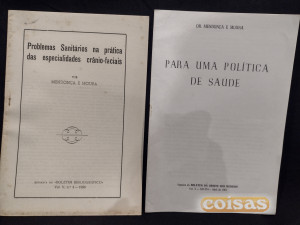 Problemas Sanitários na prática
das especialidades crânio-faciais
POR
MENDONÇA E MOURA
DR. MENDONÇA E MOURA
PARA UMA POLÍTICA
DE SAUDE
coisas